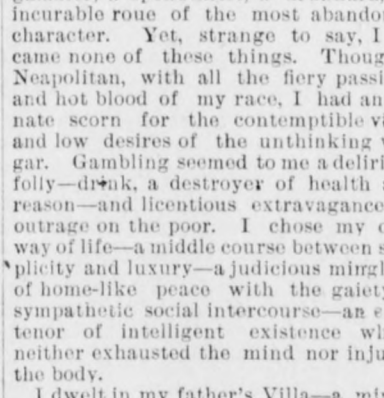 incurable roue of the most abando
character. Yet, strange to say, I
came none of these things. Thoug
Neapolitan, with all the fiery passi
and hot blood of my race, I had an
nate scorn for the contemptible v
and low desires of the unthinking v
gar. Gambling seemed to me a deliri
folly—drink, a destroyer of health a
reason—and licentious extravagance
outrage on the poor. I chose my o
way of life—a middle course between s
plicity and luxury—a judicious mingl
of home-like peace with the gaiety
sympathetic social intercourse—an e
tenor of intelligent existence wh
neither exhausted the mind nor inju
the body.
I dwelt in my father's Villa—a mi